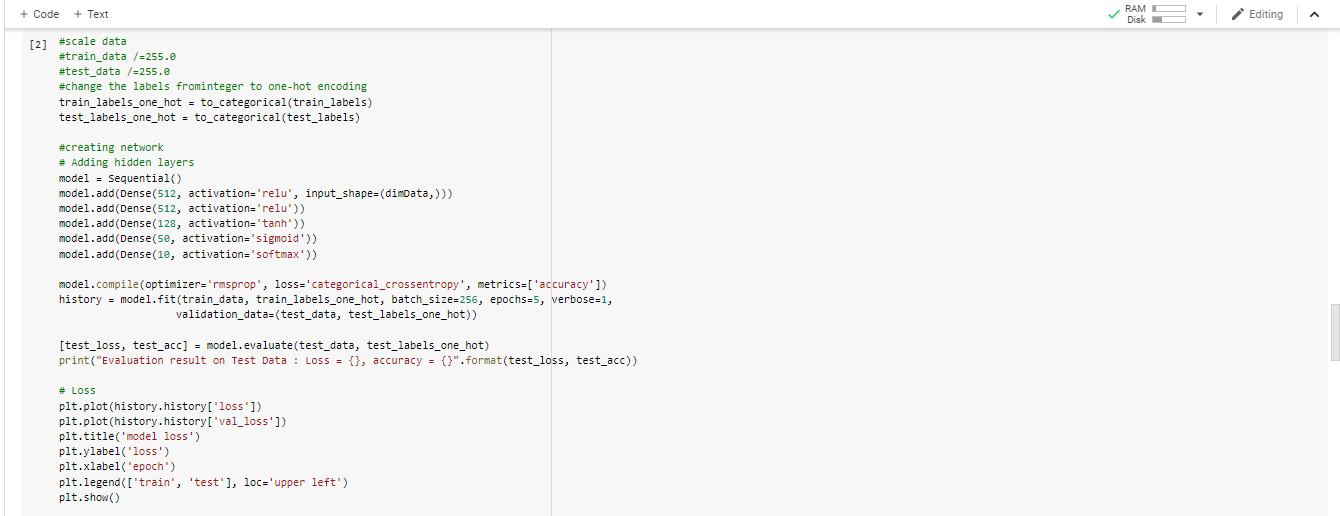 + Code + Text
RAM
Disk
Editing
[2]
#scale data
#train_data /=255.0
#test_data /=255.0
#change the labels frominteger to one-hot encoding
train_labels_one_hot = to_categorical(train_labels)
test_labels_one_hot = to_categorical(test_labels)
#creating network
# Adding hidden layers
model = Sequential()
model.add(Dense(512, activation='relu', input_shape=(dimData,)))
model.add(Dense(512, activation='relu'))
model.add(Dense(128, activation='tanh'))
model.add(Dense(50, activation='sigmoid'))
model.add(Dense(10, activation='softmax'))
model.compile(optimizer='rmsprop', loss='categorical_crossentropy', metrics=['accuracy'])
history = model.fit(train_data, train_labels_one_hot, batch_size=256, epochs=5, verbose=1,
validation_data=(test_data, test_labels_one_hot))
[test_loss, test_acc] = model.evaluate(test_data, test_labels_one_hot)
print("Evaluation result on Test Data : Loss = {}, accuracy = {}".format(test_loss, test_acc))
# Loss
plt.plot(history.history['loss'])
plt.plot(history.history['val_loss'])
plt.title('model loss')
plt.ylabel('loss')
plt.xlabel('epoch')
plt.legend(['train', 'test'], loc='upper left')
plt.show()